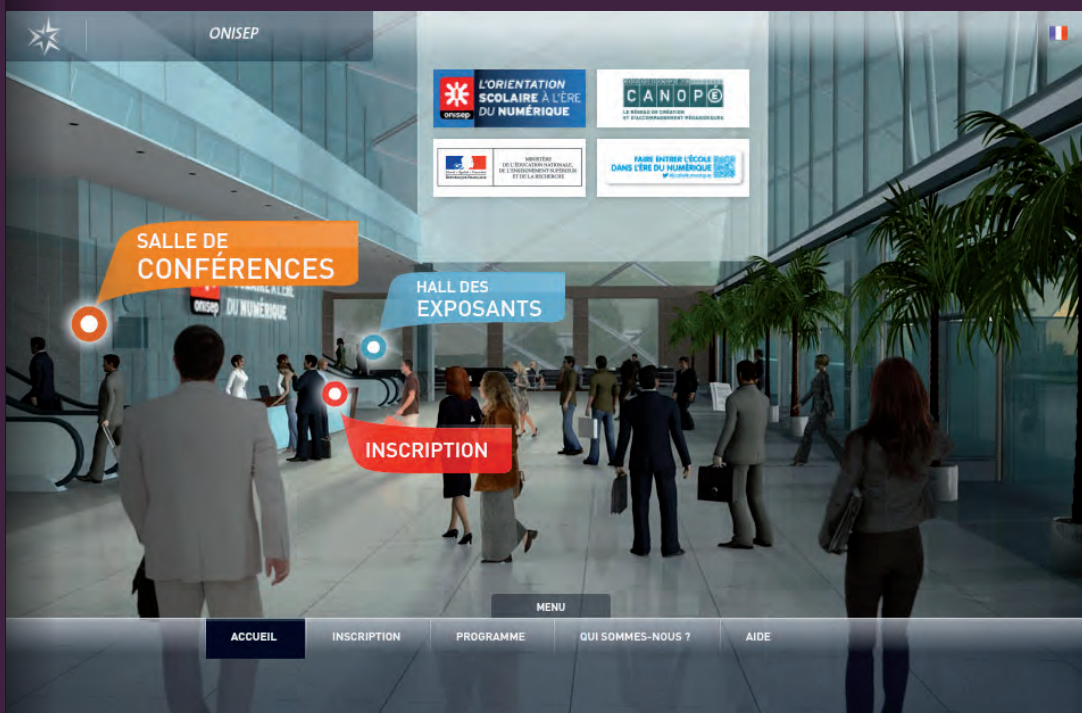 ONISEP
L'ORIENTATION
SCOLAIRE À L'ÈRE
DU NUMÉRIQUE
onisep
CANOPÉ
LE RÉSEAU DE CRÉATION
ET D'ACCOMPAGNEMENT PÉDAGOGIQUES
MINISTÈRE
DE L'ÉDUCATION NATIONALE,
DE L'ENSEIGNEMENT SUPÉRIEUR
ET DE LA RECHERCHE
RÉPUBLIQUE FRANÇAISE
FAIRE ENTRER L'ÉCOLE
DANS L'ÈRE DU NUMÉRIQUE
SALLE DE
CONFÉRENCES
onisep
DU NUMÉRIQUE
HALL DES
EXPOSANTS
INSCRIPTION
MENU
ACCUEIL
INSCRIPTION
PROGRAMME
QUI SOMMES-NOUS ?
AIDE